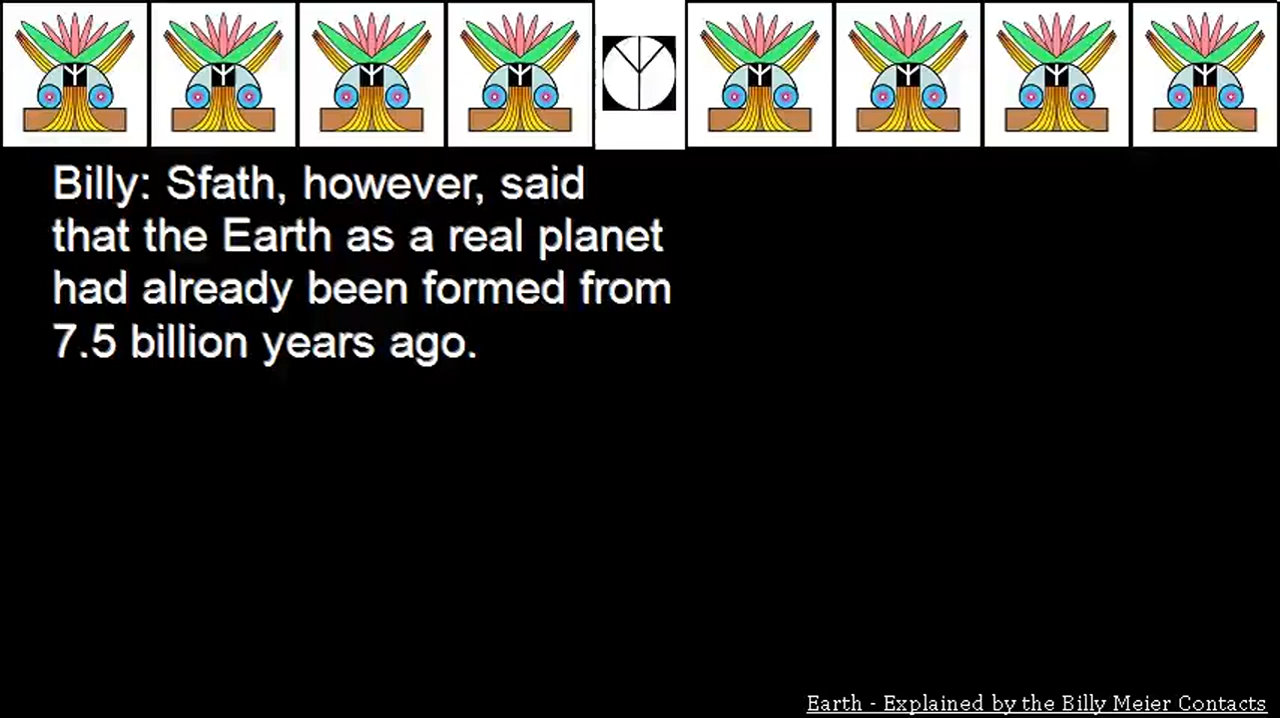 Billy: Sfath, however, said
that the Earth as a real planet
had already been formed from
7.5 billion years ago.
Earth - Explained by the Billy Meier Contacts